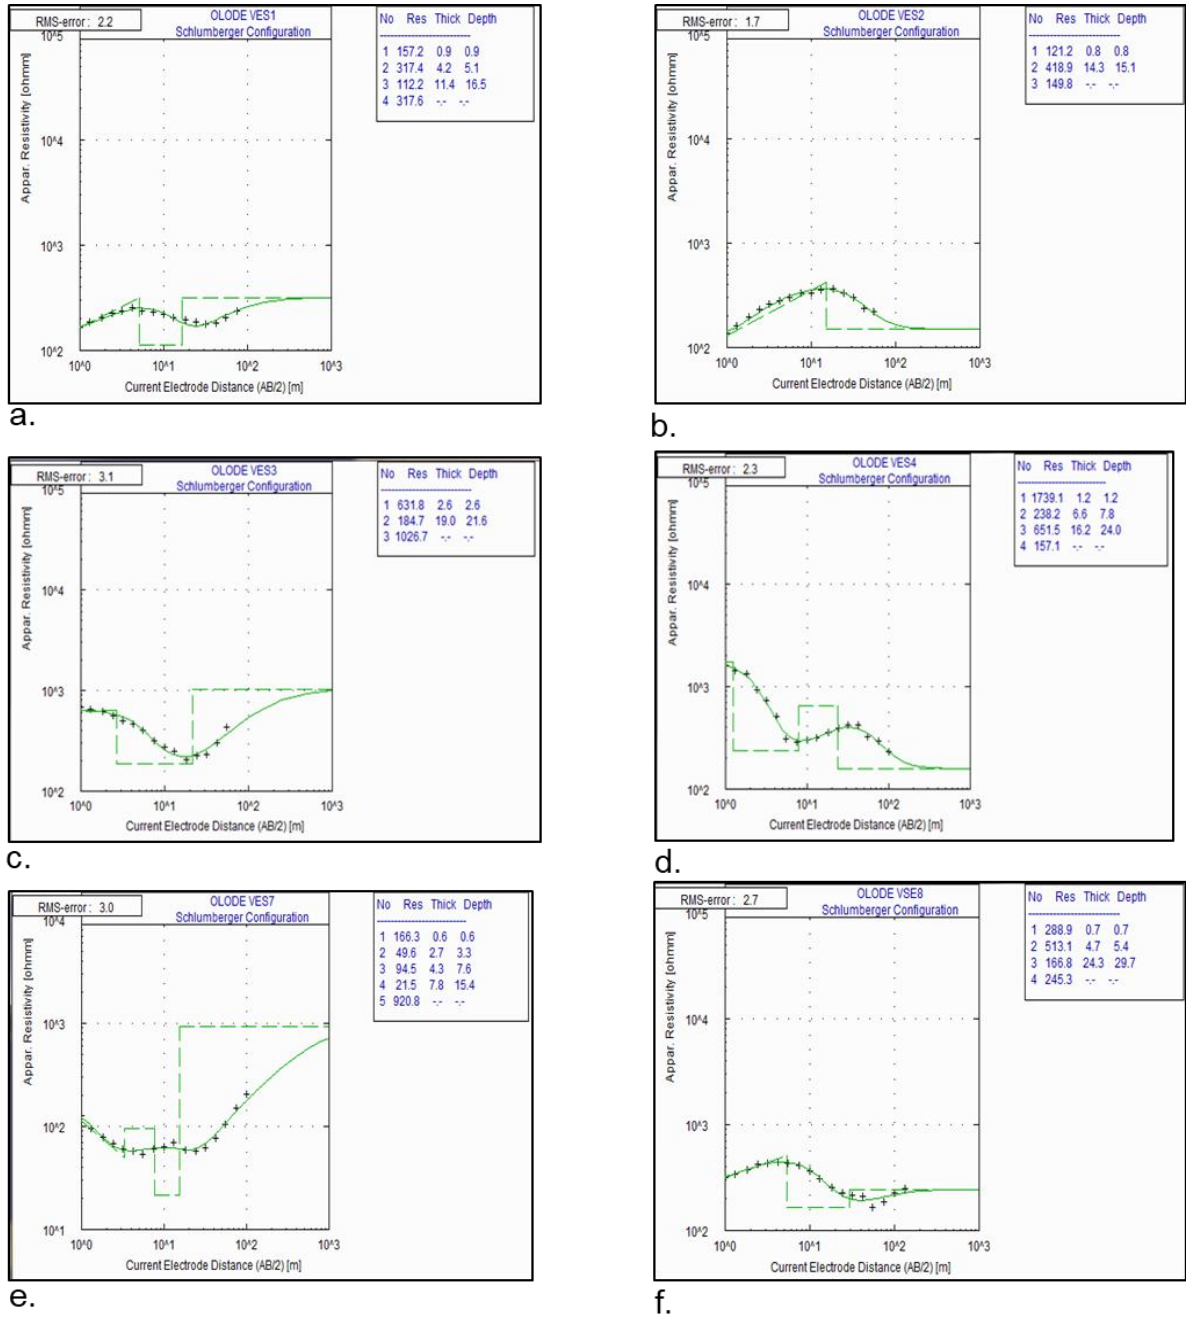 RMS-error : 2.2
OLODE VES1
Schlumberger Configuration
No Res Thick Depth
1 157.2 0.9 0.9
2 317.4 4.2 5.1
3 112.2 11.4 16.5
4 317.6 -.- -.-
Appar. Resistivity [ohmm]
10^5
10^4
10^3
10^2
10^0 10^1 10^2 10^3
Current Electrode Distance (AB/2) [m]
a.
RMS-error : 1.7
OLODE VES2
Schlumberger Configuration
No Res Thick Depth
1 121.2 0.8 0.8
2 418.9 14.3 15.1
3 149.8 -.- -.-
Appar. Resistivity [ohmm]
10^5
10^4
10^3
10^2
10^0 10^1 10^2 10^3
Current Electrode Distance (AB/2) [m]
b.
RMS-error : 3.1
OLODE VES3
Schlumberger Configuration
No Res Thick Depth
1 631.8 2.6 2.6
2 184.7 19.0 21.6
3 1026.7 -.- -.-
Appar. Resistivity [ohmm]
10^5
10^4
10^3
10^2
10^0 10^1 10^2 10^3
Current Electrode Distance (AB/2) [m]
c.
RMS-error : 2.3
OLODE VES4
Schlumberger Configuration
No Res Thick Depth
1 1739.1 1.2 1.2
2 238.2 6.6 7.8
3 651.5 16.2 24.0
4 157.1 -.- -.-
Appar. Resistivity [ohmm]
10^5
10^4
10^3
10^2
10^0 10^1 10^2 10^3
Current Electrode Distance (AB/2) [m]
d.
RMS-error : 3.0
OLODE VES7
Schlumberger Configuration
No Res Thick Depth
1 166.3 0.6 0.6
2 49.6 2.7 3.3
3 94.5 4.3 7.6
4 21.5 7.8 15.4
5 920.8 -.- -.-
Appar. Resistivity [ohmm]
10^4
10^3
10^2
10^1
10^0 10^1 10^2 10^3
Current Electrode Distance (AB/2) [m]
e.
RMS-error : 2.7
OLODE VSE8
Schlumberger Configuration
No Res Thick Depth
1 288.9 0.7 0.7
2 513.1 4.7 5.4
3 166.8 24.3 29.7
4 245.3 -.- -.-
Appar. Resistivity [ohmm]
10^5
10^4
10^3
10^2
10^0 10^1 10^2 10^3
Current Electrode Distance (AB/2) [m]
f.